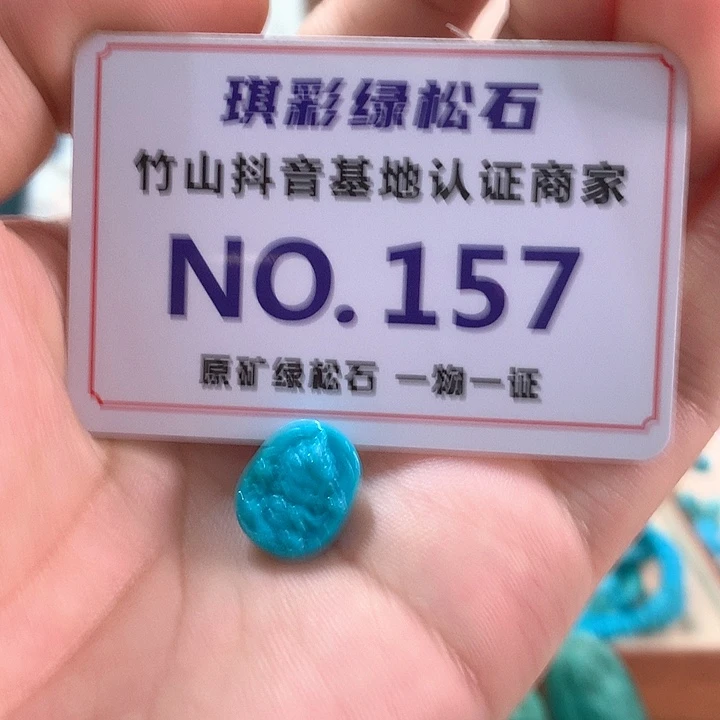 琪彩绿松石
竹山抖音基地认证商家
NO.157
原矿绿松石 一物一证